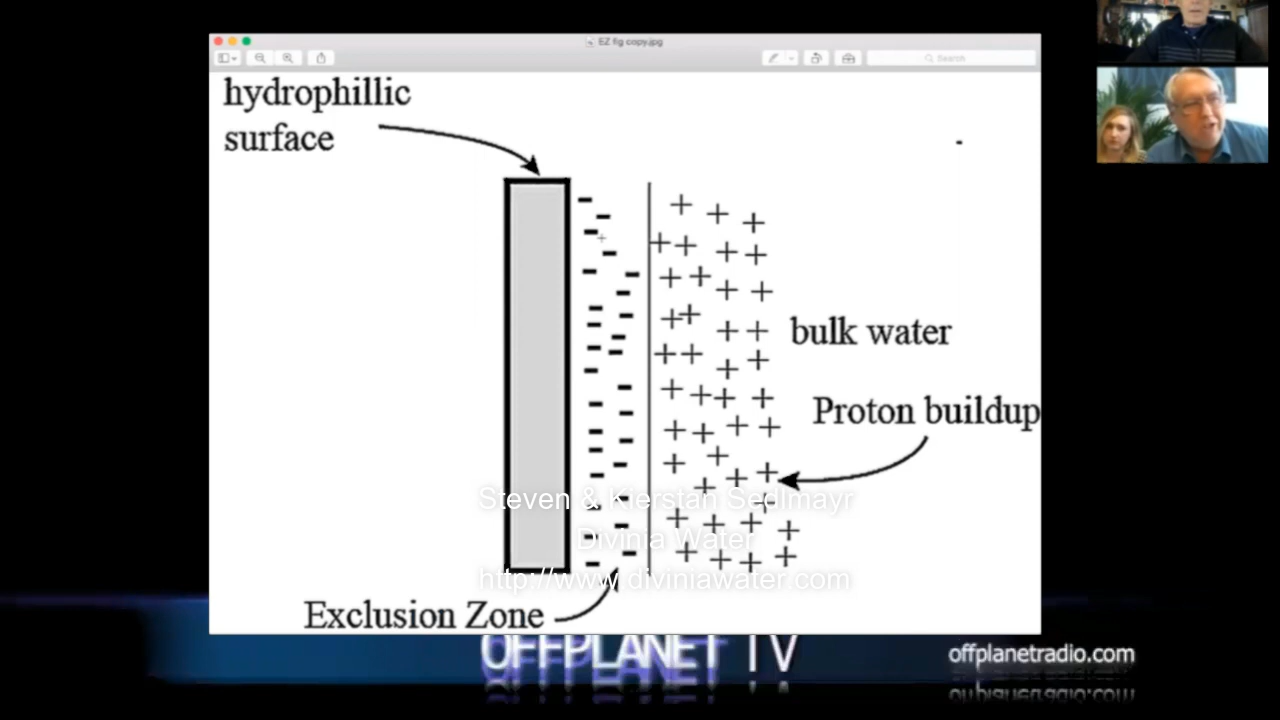 EZ fig copy.jpg
Search
hydrophillic
surface
bulk water
Proton buildup
Steven & Kierstan Sedlmayr
Divinia Water
http://www.diviniawater.com
Exclusion Zone
OFFPLANET TV
offplanetradio.com